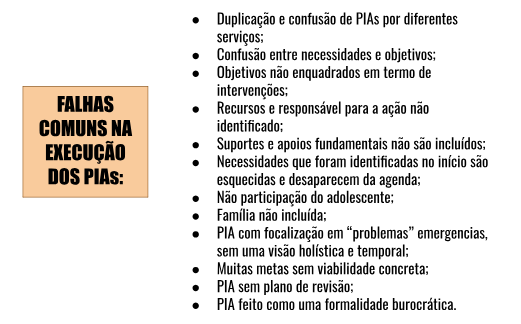 FALHAS
COMUNS NA
EXECUÇÃO
DOS PIAs:
● Duplicação e confusão de PIAs por diferentes
serviços;
● Confusão entre necessidades e objetivos;
● Objetivos não enquadrados em termo de
intervenções;
● Recursos e responsável para a ação não
identificado;
● Suportes e apoios fundamentais não são incluídos;
● Necessidades que foram identificadas no início são
esquecidas e desaparecem da agenda;
● Não participação do adolescente;
● Família não incluída;
● PIA com focalização em “problemas” emergencias,
sem uma visão holística e temporal;
● Muitas metas sem viabilidade concreta;
● PIA sem plano de revisão;
● PIA feito como uma formalidade burocrática.